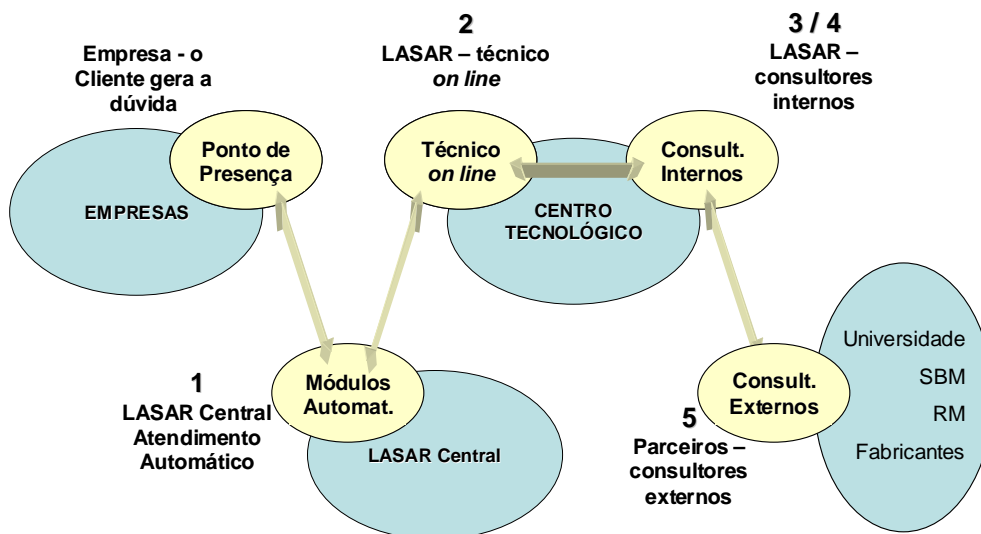 Empresa - o
Cliente gera a
dúvida
Ponto de
Presença
EMPRESAS
2
LASAR – técnico
on line
Técnico
on line
3 / 4
LASAR –
consultores
internos
Consult.
Internos
CENTRO
TECNOLÓGICO
1
LASAR Central
Atendimento
Automático
Módulos
Automat.
LASAR Central
5
Parceiros –
consultores
externos
Consult.
Externos
Universidade
SBM
RM
Fabricantes